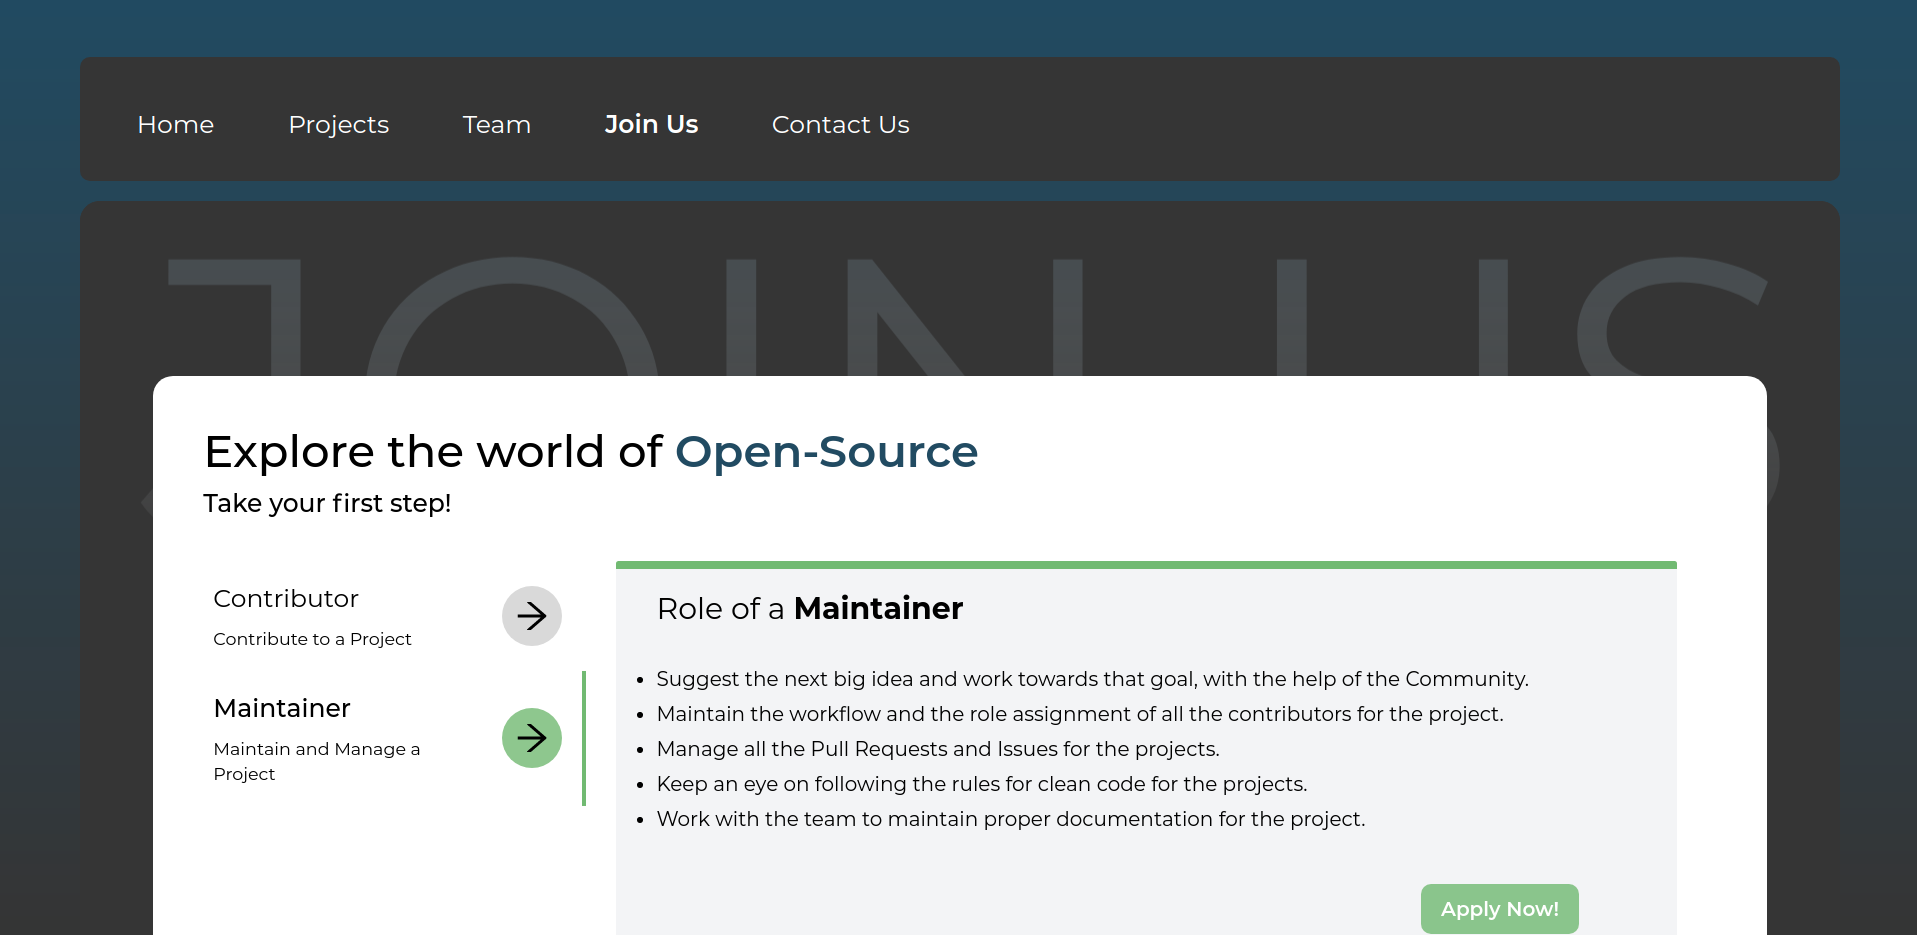 Home Projects Team Join Us Contact Us
JOIN US
Explore the world of Open-Source
Take your first step!
Contributor
Contribute to a Project
Maintainer
Maintain and Manage a
Project
Role of a Maintainer
• Suggest the next big idea and work towards that goal, with the help of the Community.
• Maintain the workflow and the role assignment of all the contributors for the project.
• Manage all the Pull Requests and Issues for the projects.
• Keep an eye on following the rules for clean code for the projects.
• Work with the team to maintain proper documentation for the project.
Apply Now!